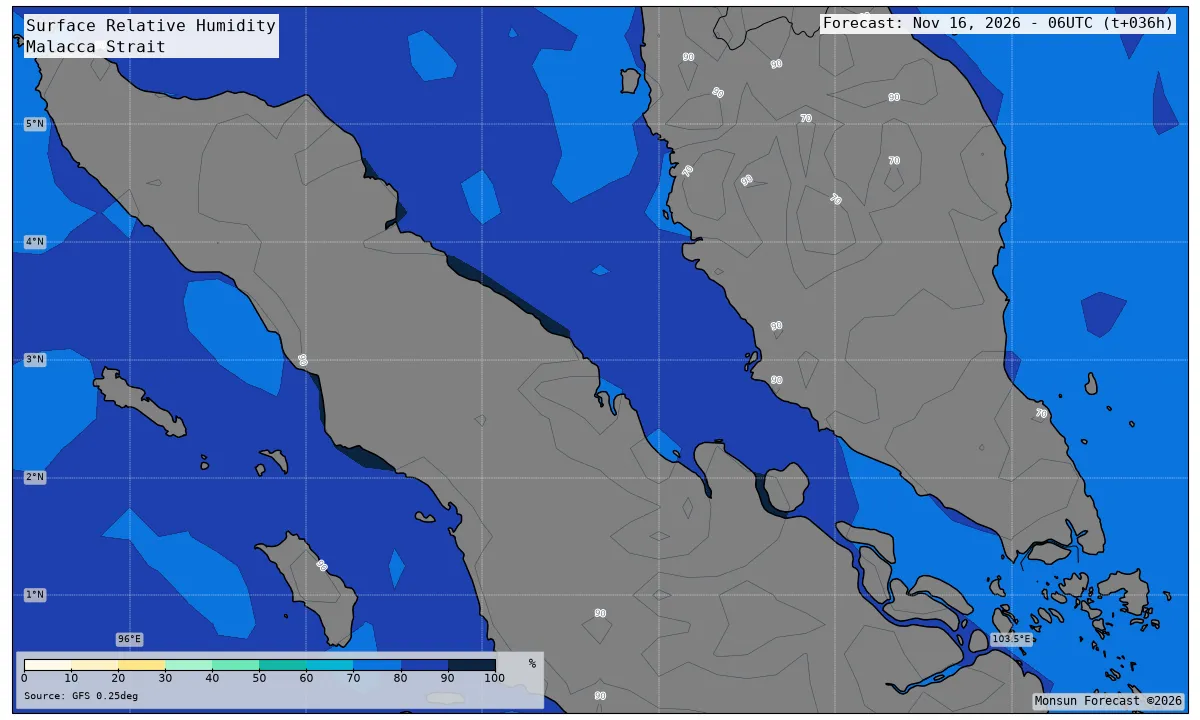 Surface Relative Humidity
Malacca Strait
Forecast: Nov 16, 2026 - 06UTC (t+036h)
90
90
90
90
70
5°N
70
70
90
70
4°N
90
90
3°N
90
70
2°N
90
1°N
90
96°E
103.5°E
%
0 10 20 30 40 50 60 70 80 90 100
Source: GFS 0.25deg
90
Monsun Forecast ©2026